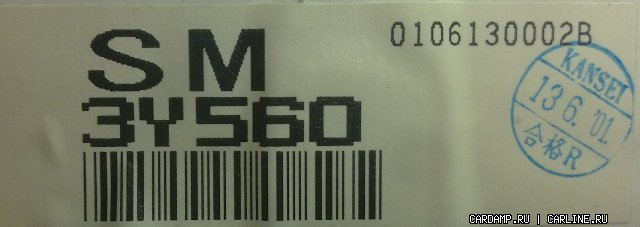 SM
0106130002B
3Y560
KANSEI
13 6.'01
合格R
CARDAMP.RU | CARLINE.RU